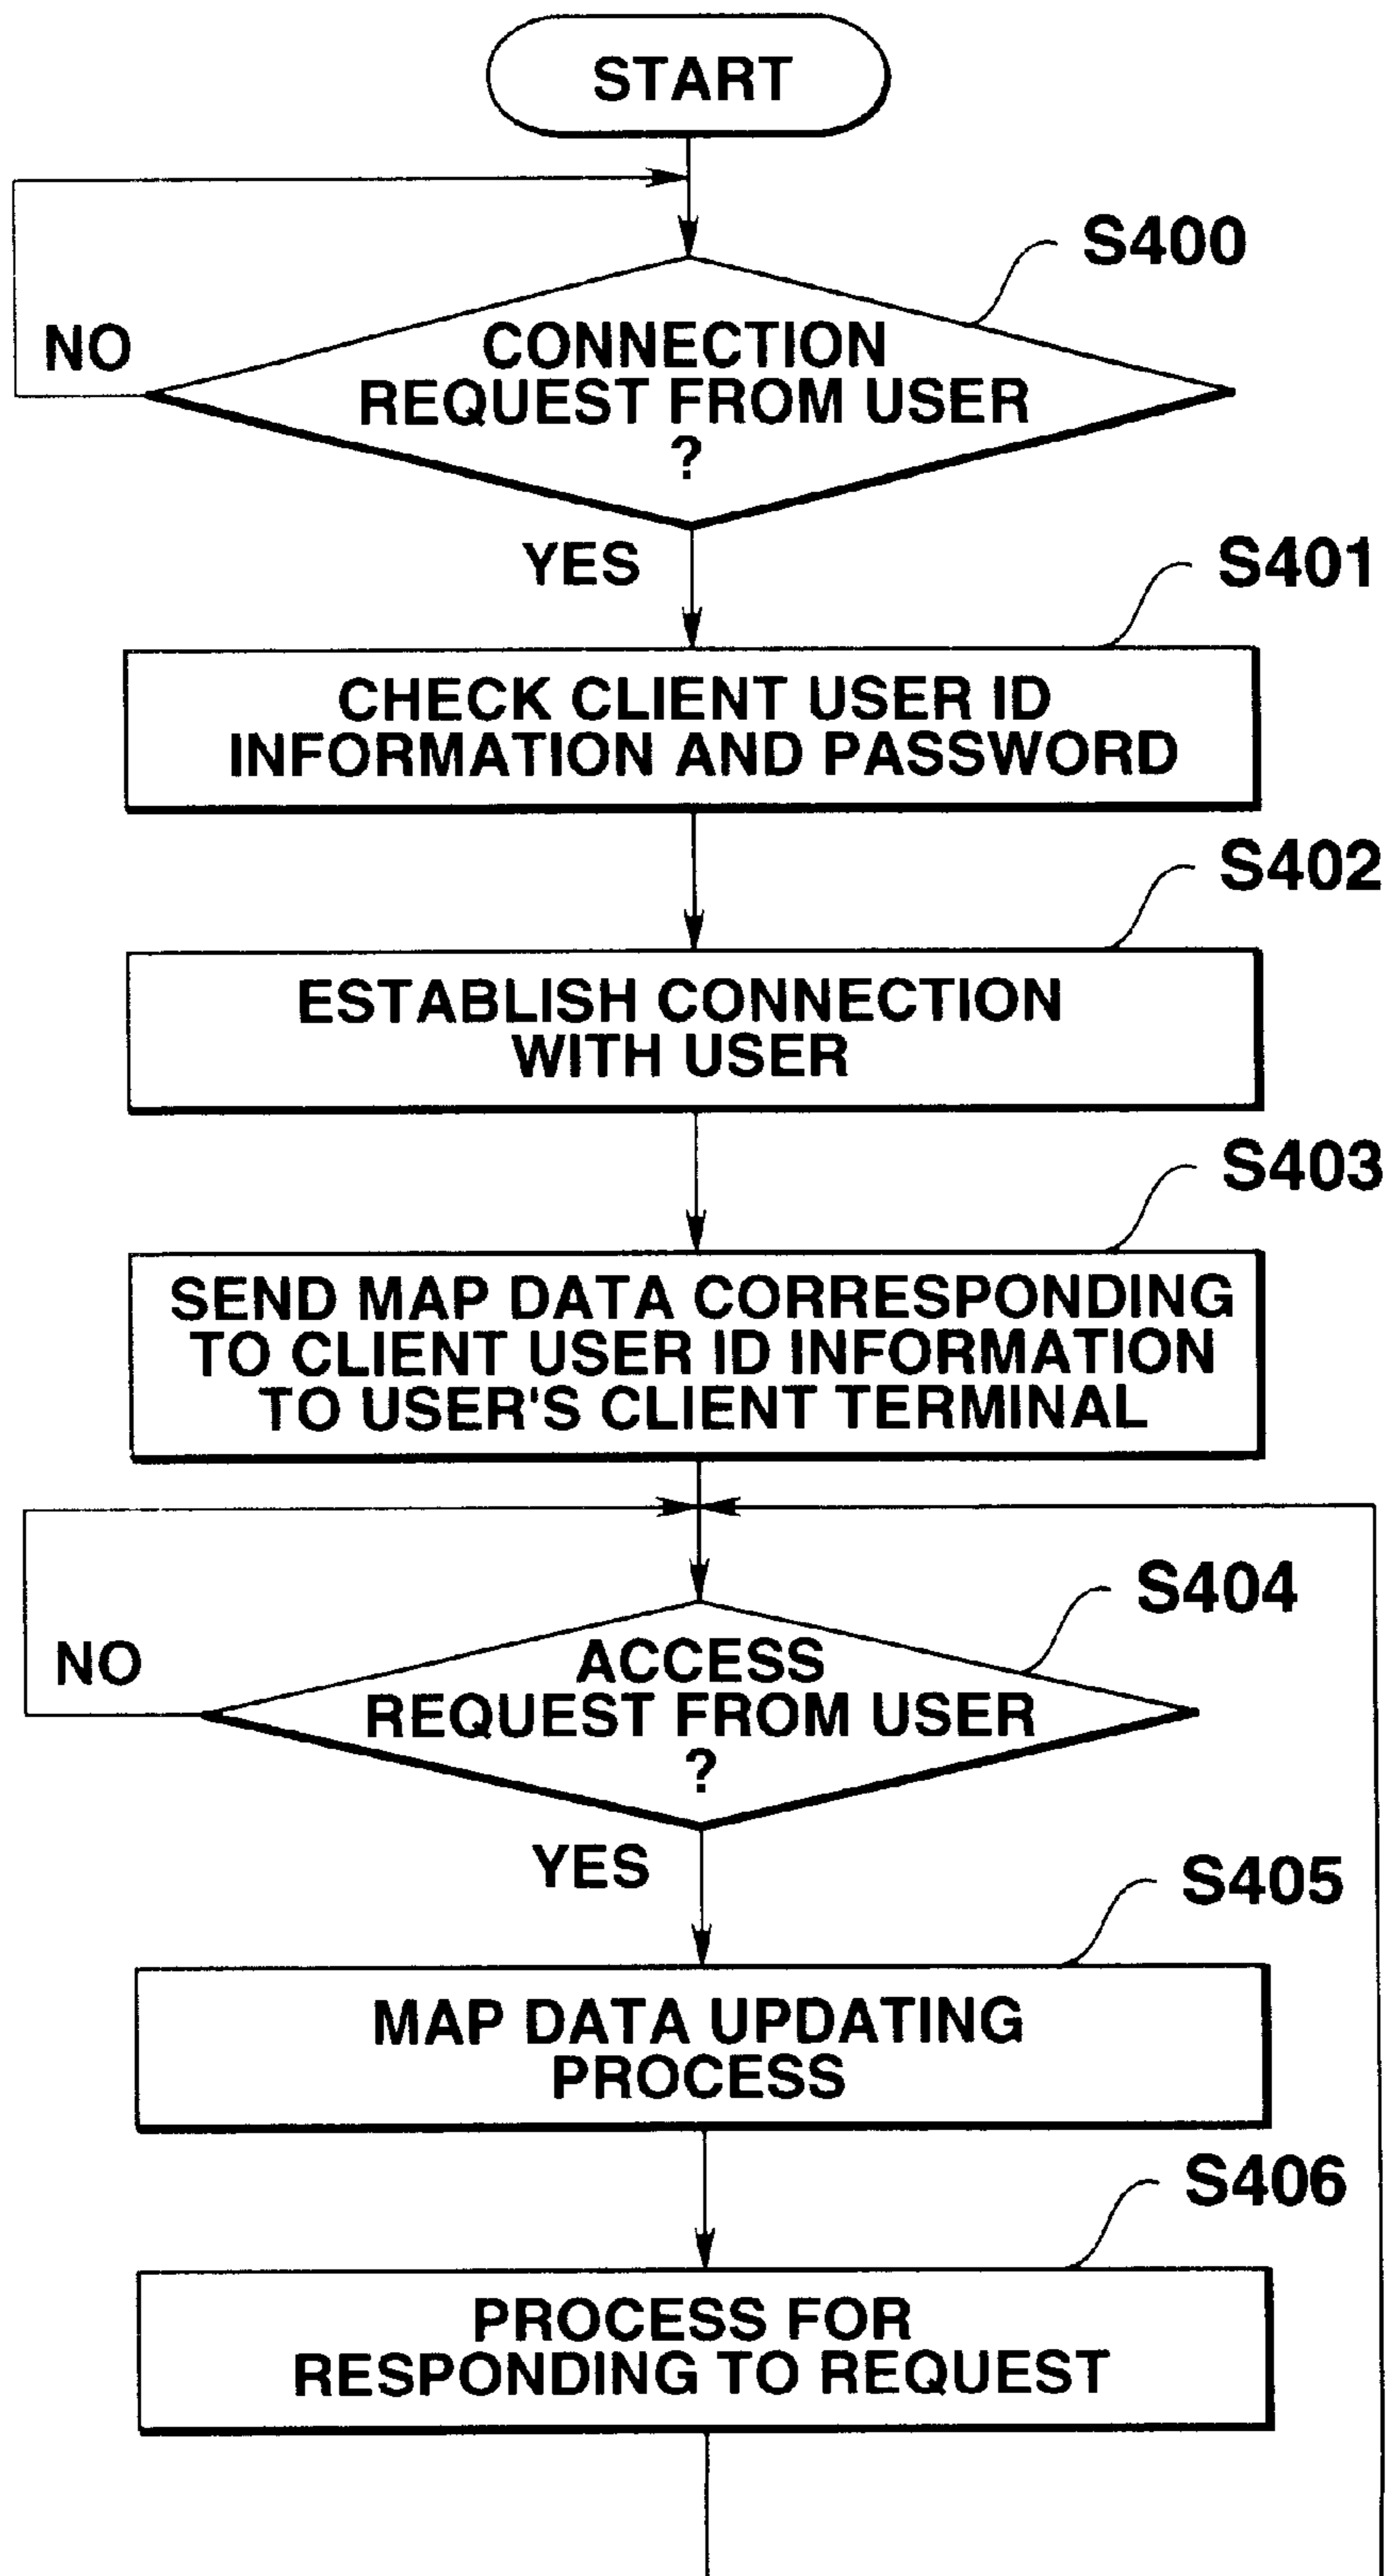 START
S400
NO
CONNECTION
REQUEST FROM USER
?
YES
S401
CHECK CLIENT USER ID
INFORMATION AND PASSWORD
S402
ESTABLISH CONNECTION
WITH USER
S403
SEND MAP DATA CORRESPONDING
TO CLIENT USER ID INFORMATION
TO USER'S CLIENT TERMINAL
S404
NO
ACCESS
REQUEST FROM USER
?
YES
S405
MAP DATA UPDATING
PROCESS
S406
PROCESS FOR
RESPONDING TO REQUEST